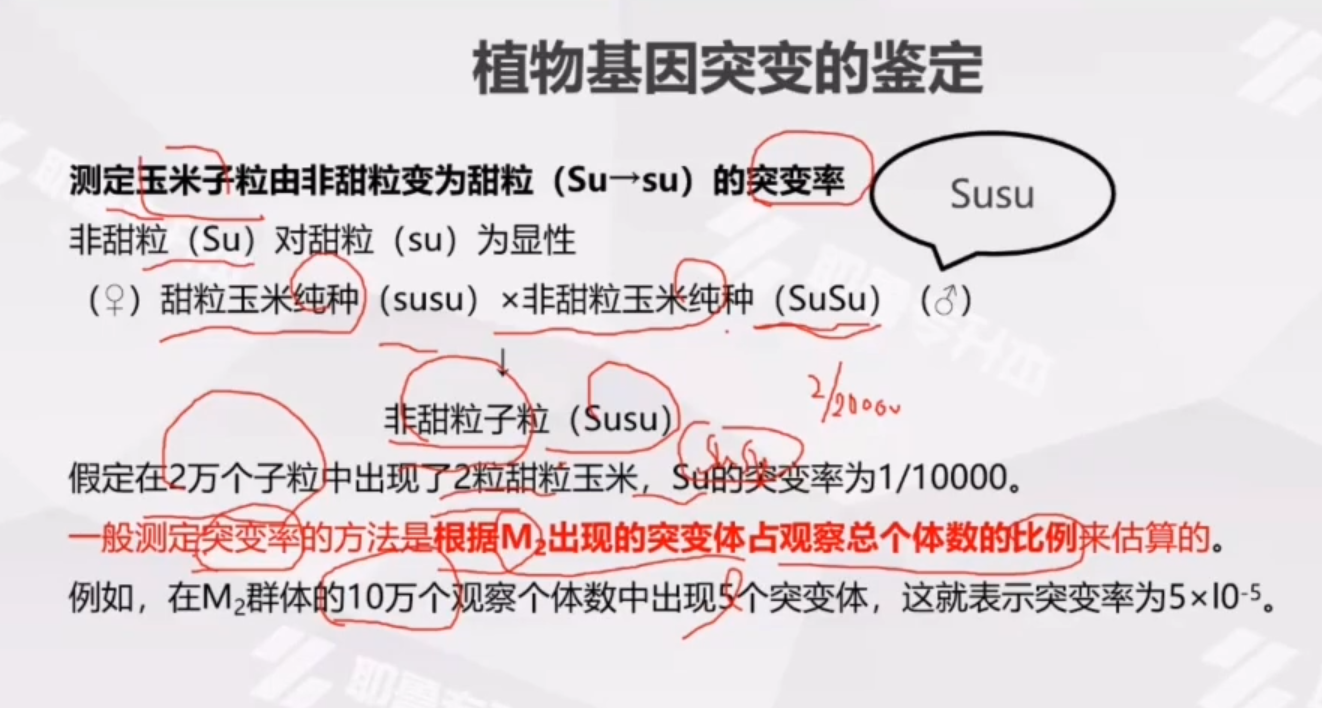 植物基因突变的鉴定
测定玉米子粒由非甜粒变为甜粒（Su→su）的突变率
Susu
非甜粒（Su）对甜粒（su）为显性
（♀）甜粒玉米纯种（susu）×非甜粒玉米纯种（SuSu）（♂）
↓
2/20000
非甜粒子粒（Susu）
假定在2万个子粒中出现了2粒甜粒玉米，Su的突变率为1/10000。
一般测定突变率的方法是根据M₂出现的突变体占观察总个体数的比例来估算的。
例如，在M₂群体的10万个观察个体数中出现5个突变体，这就表示突变率为5×l0⁻⁵。